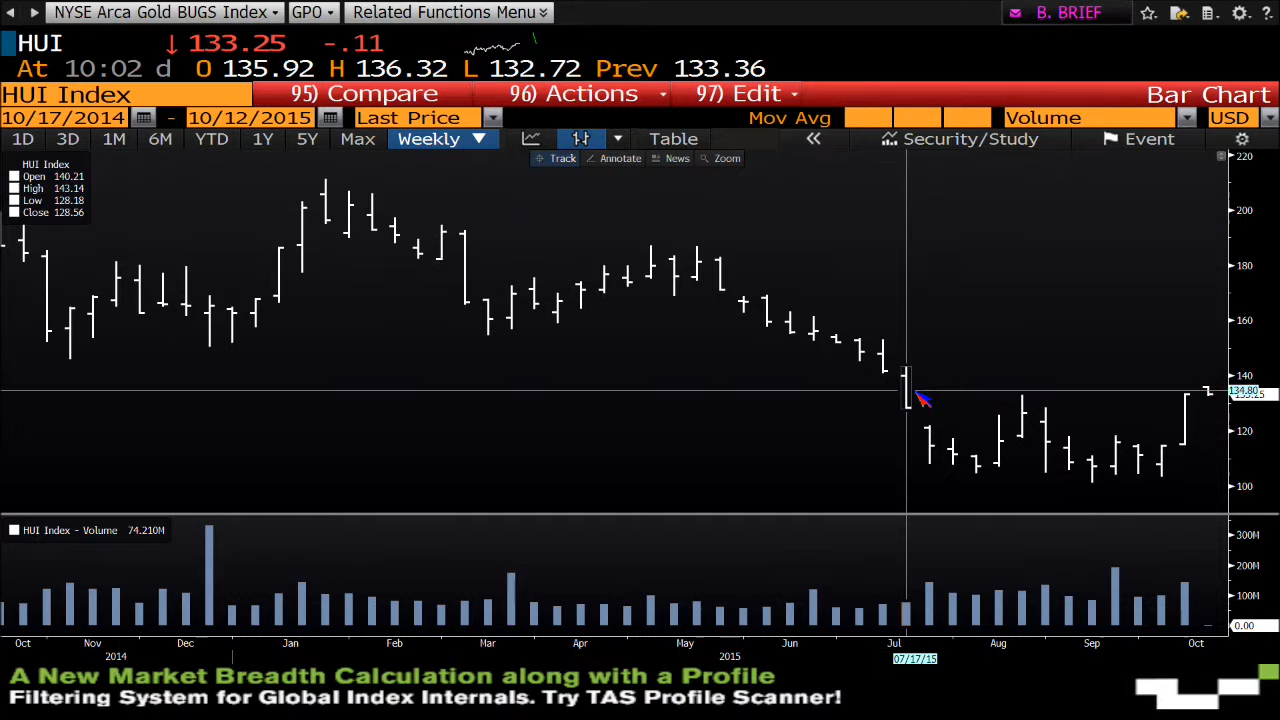 NYSE Arca Gold BUGS Index GPO Related Functions Menu B. BRIEF
HUI ↓ 133.25 -.11
At 10:02 d O 135.92 H 136.32 L 132.72 Prev 133.36
HUI Index 95) Compare 96) Actions 97) Edit Bar Chart
10/17/2014 - 10/12/2015 Last Price Mov Avg Volume USD
1D 3D 1M 6M YTD 1Y 5Y Max Weekly ▼ Table « Security/Study Event
Track Annotate News Zoom
HUI Index
Open 140.21
High 143.14
Low 128.18
Close 128.56
220
200
180
160
140
134.80
120
100
HUI Index - Volume 74.210M
300M
200M
100M
0.00
Oct Nov Dec Jan Feb Mar Apr May Jun Jul Aug Sep Oct
2014 2015 07/17/15
A New Market Breadth Calculation along with a Profile
Filtering System for Global Index Internals. Try TAS Profile Scanner!